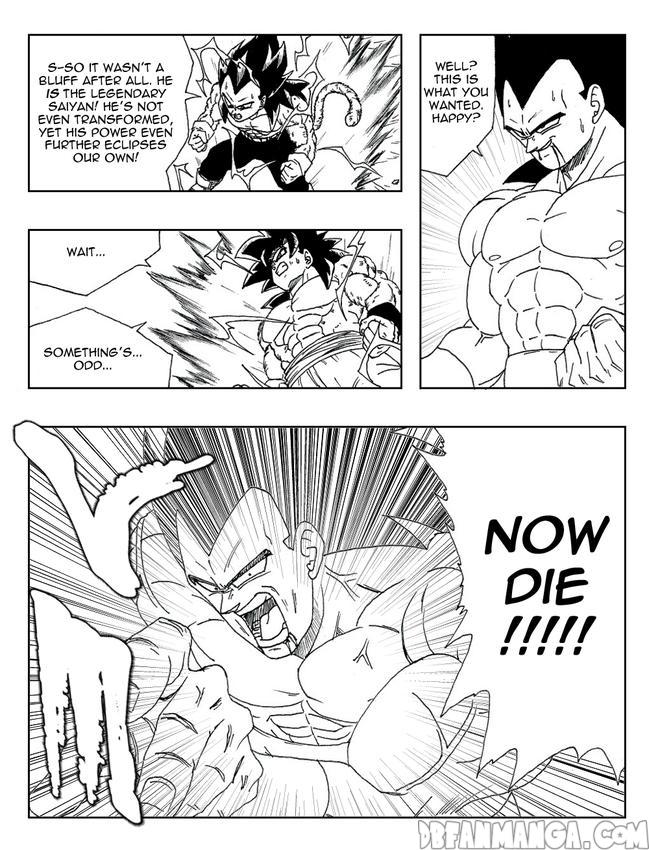 S-SO IT WASN'T A
BLUFF AFTER ALL. HE
IS THE LEGENDARY
SAIYAN! HE'S NOT
EVEN TRANSFORMED,
YET HIS POWER EVEN
FURTHER ECLIPSES
OUR OWN!
WAIT...
SOMETHING'S...
ODD...
WELL?
THIS IS
WHAT YOU
WANTED.
HAPPY?
NOW
DIE
!!!!!
DBFANMANGA.COM